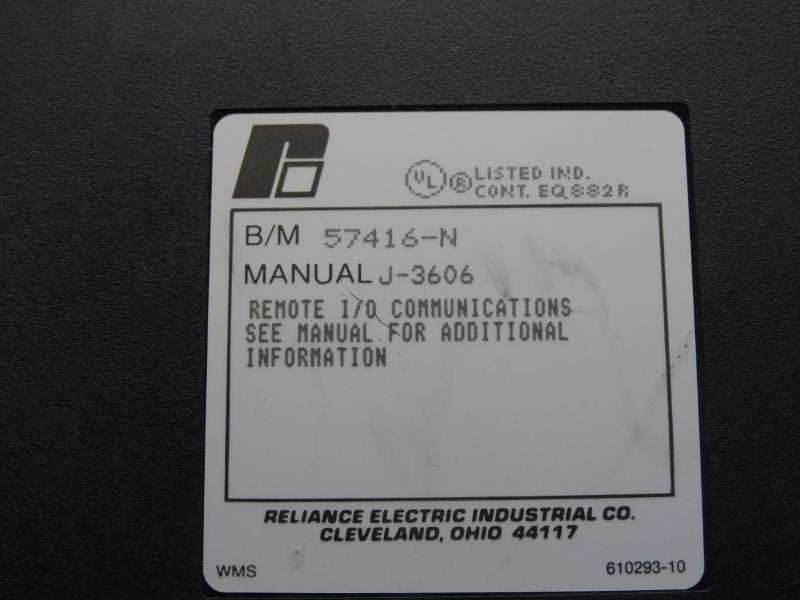 UL ® LISTED IND.
CONT. EQ.882R
B/M 57416-N
MANUAL J-3606
REMOTE I/O COMMUNICATIONS
SEE MANUAL FOR ADDITIONAL
INFORMATION
RELIANCE ELECTRIC INDUSTRIAL CO.
CLEVELAND, OHIO 44117
WMS 610293-10